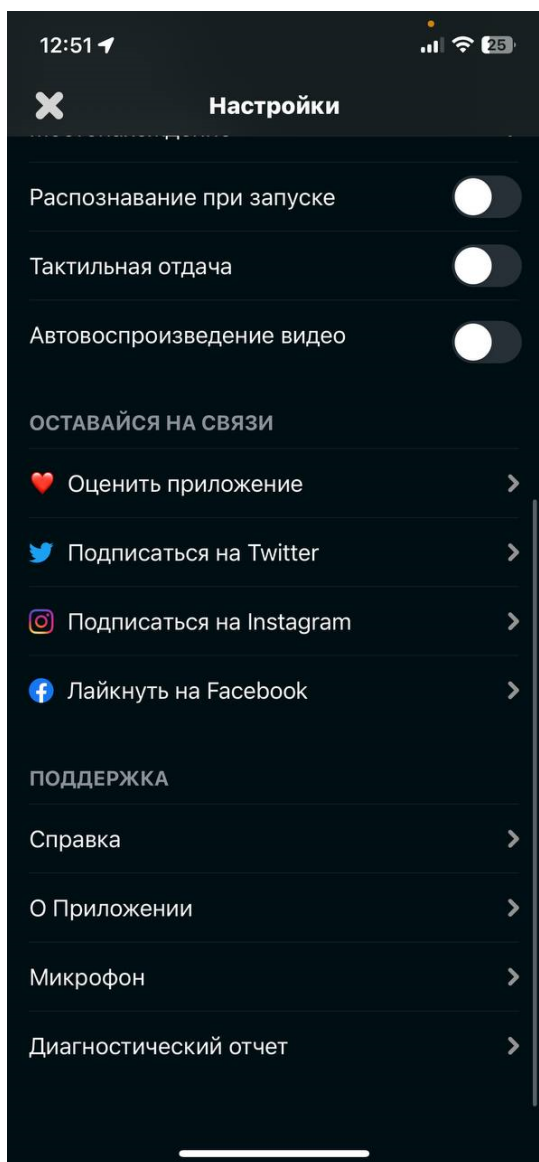 12:51
25
Настройки
Распознавание при запуске
Тактильная отдача
Автовоспроизведение видео
ОСТАВАЙСЯ НА СВЯЗИ
Оценить приложение
Подписаться на Twitter
Подписаться на Instagram
Лайкнуть на Facebook
ПОДДЕРЖКА
Справка
О Приложении
Микрофон
Диагностический отчет